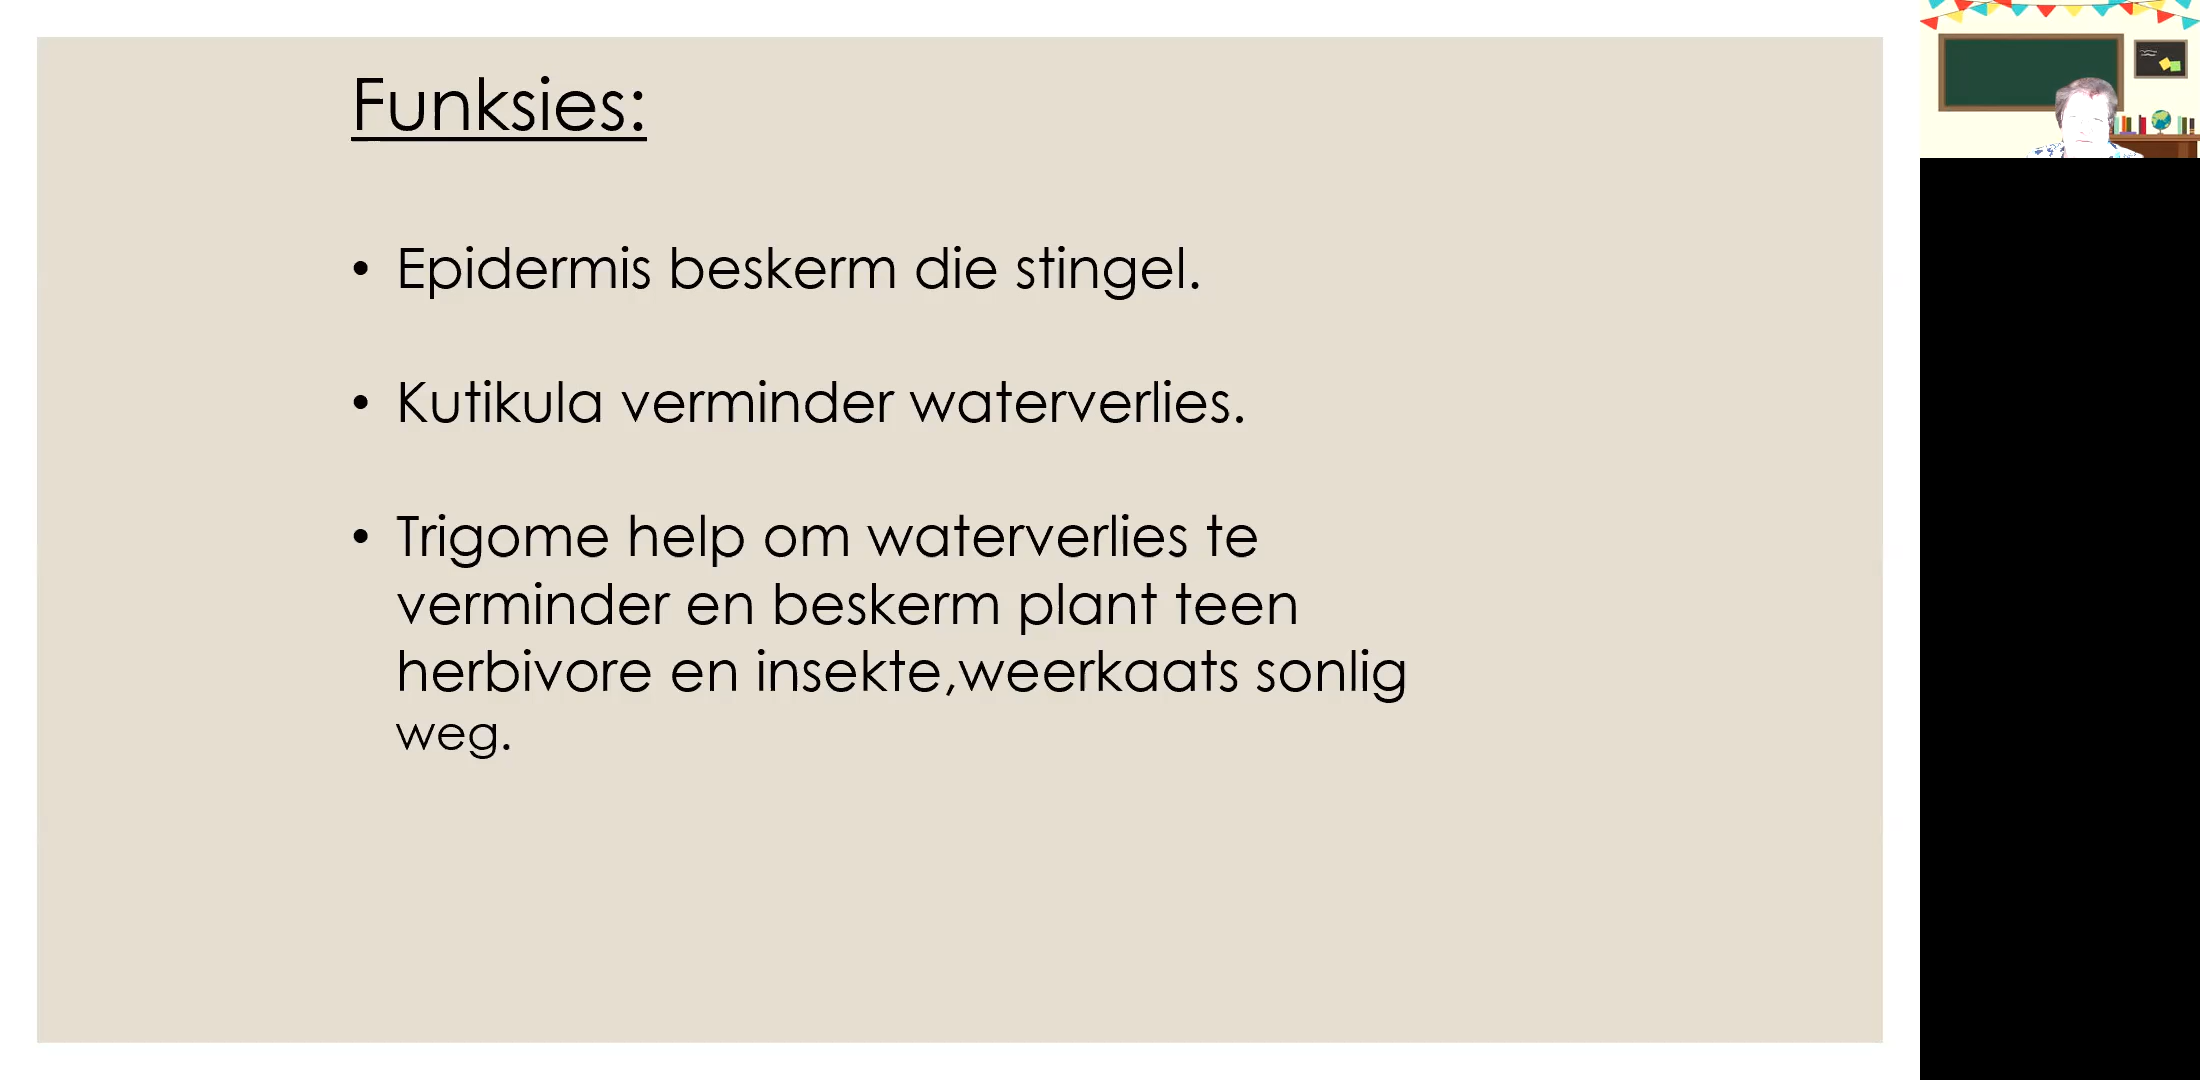 Funksies:
• Epidermis beskerm die stingel.
• Kutikula verminder waterverlies.
• Trigome help om waterverlies te
verminder en beskerm plant teen
herbivore en insekte,weerkaats sonlig
weg.